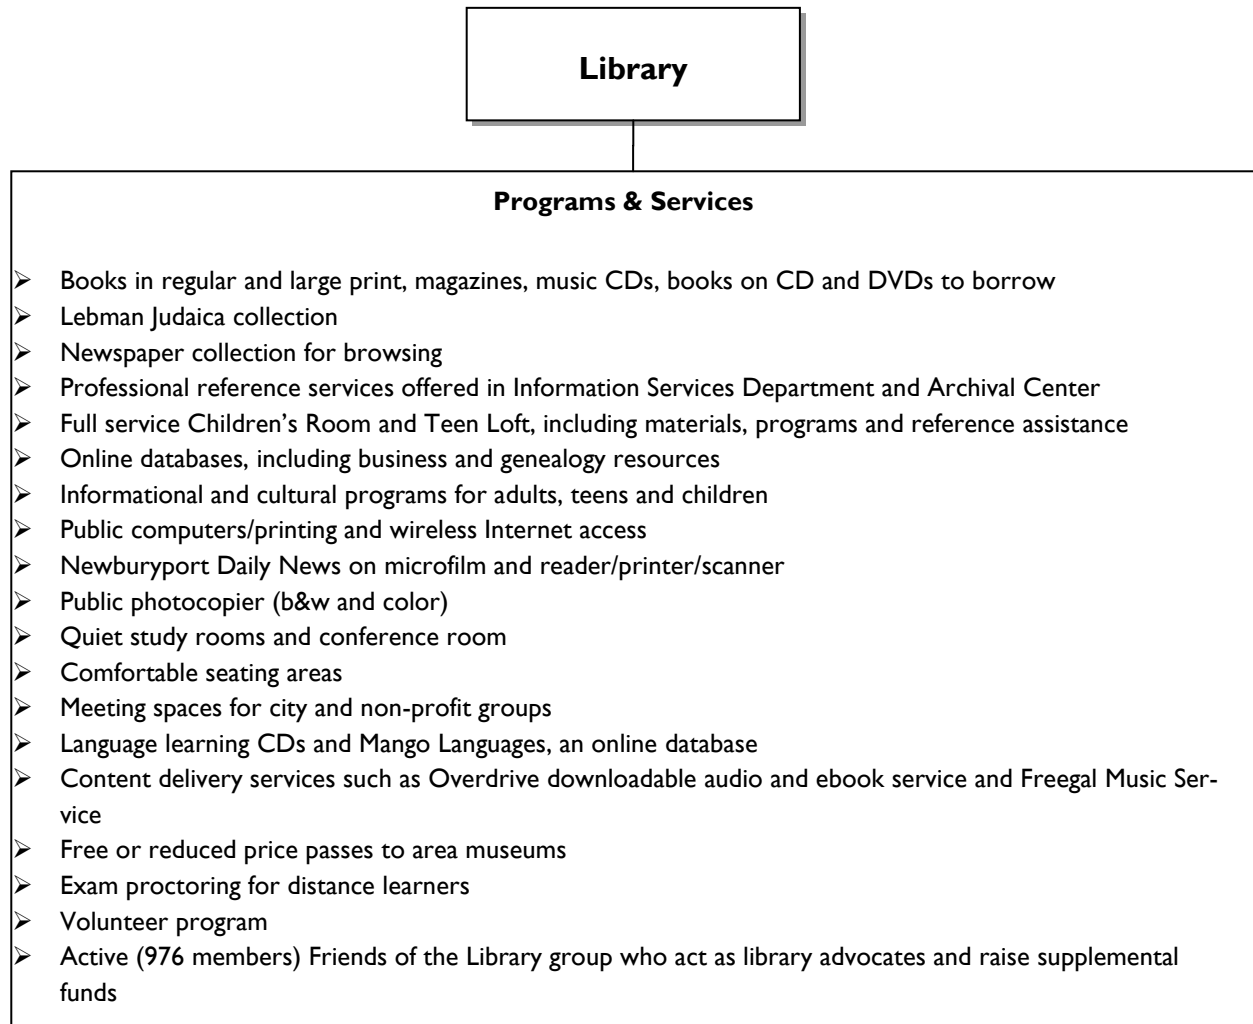 Library
Programs & Services
➢ Books in regular and large print, magazines, music CDs, books on CD and DVDs to borrow
➢ Lebman Judaica collection
➢ Newspaper collection for browsing
➢ Professional reference services offered in Information Services Department and Archival Center
➢ Full service Children's Room and Teen Loft, including materials, programs and reference assistance
➢ Online databases, including business and genealogy resources
➢ Informational and cultural programs for adults, teens and children
➢ Public computers/printing and wireless Internet access
➢ Newburyport Daily News on microfilm and reader/printer/scanner
➢ Public photocopier (b&w and color)
➢ Quiet study rooms and conference room
➢ Comfortable seating areas
➢ Meeting spaces for city and non-profit groups
➢ Language learning CDs and Mango Languages, an online database
➢ Content delivery services such as Overdrive downloadable audio and ebook service and Freegal Music Ser-
vice
➢ Free or reduced price passes to area museums
➢ Exam proctoring for distance learners
➢ Volunteer program
➢ Active (976 members) Friends of the Library group who act as library advocates and raise supplemental
funds